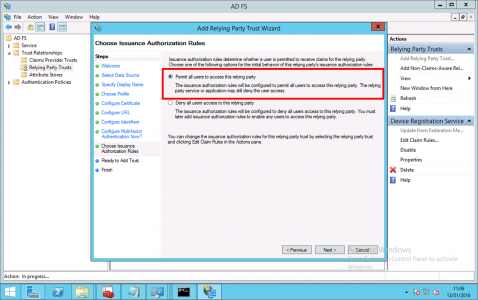 AD FS
File Action View Window Help
AD FS
Service
Trust Relationships
Claims Provider Trusts
Relying Party Trusts
Attribute Stores
Authentication Policies
Add Relying Party Trust Wizard
Choose Issuance Authorization Rules
Steps
Welcome
Select Data Source
Specify Display Name
Choose Profile
Configure Certificate
Configure URL
Configure Identifiers
Configure Multi-factor
Authentication Now?
Choose Issuance
Authorization Rules
Ready to Add Trust
Finish
Issuance authorization rules determine whether a user is permitted to receive claims for the relying party.
Choose one of the following options for the initial behavior of this relying party's issuance authorization rules.
Permit all users to access this relying party
The issuance authorization rules will be configured to permit all users to access this relying party. The relying
party service or application may still deny the user access.
Deny all users access to this relying party
The issuance authorization rules will be configured to deny all users access to this relying party. You must
later add issuance authorization rules to enable any users to access this relying party.
You can change the issuance authorization rules for this relying party trust by selecting the relying party trust
and clicking Edit Claim Rules in the Actions pane.
< Previous
Next >
Cancel
Actions
Relying Party Trusts
Add Relying Party Trust...
Add Non-Claims-Aware Rel...
View
New Window from Here
Refresh
Help
Device Registration Service
Update from Federation M...
Edit Claim Rules...
Disable
Properties
Delete
Help
Windows
Control Panel to activate
Windows.
Action: In progress...
11:06
13/01/2016